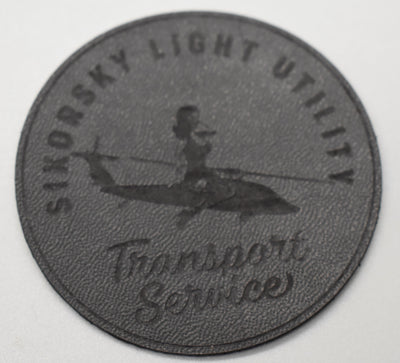 SIKORSKY LIGHT UTILITY
Transport
Service